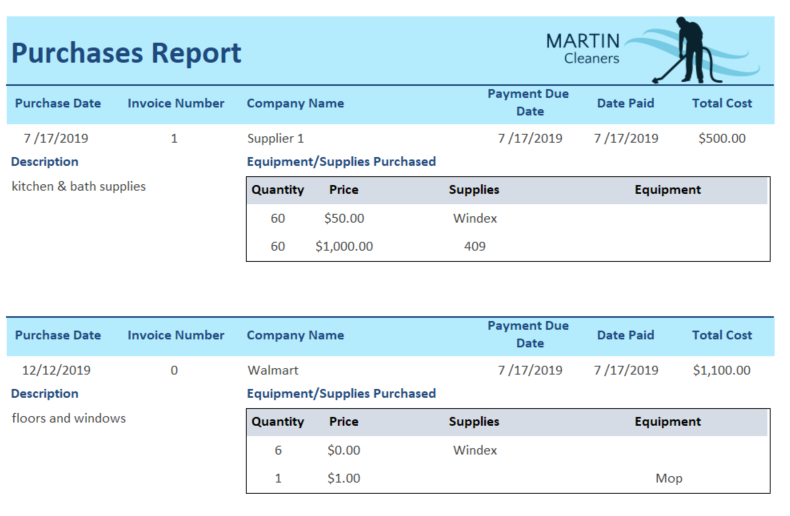 Purchases Report
MARTIN
Cleaners
Purchase Date Invoice Number Company Name Payment Due Date Date Paid Total Cost
7 /17/2019 1 Supplier 1 7 /17/2019 7 /17/2019 $500.00
Description Equipment/Supplies Purchased
kitchen & bath supplies
Quantity Price Supplies Equipment
60 $50.00 Windex
60 $1,000.00 409
Purchase Date Invoice Number Company Name Payment Due Date Date Paid Total Cost
12/12/2019 0 Walmart 7 /17/2019 7 /17/2019 $1,100.00
Description Equipment/Supplies Purchased
floors and windows
Quantity Price Supplies Equipment
6 $0.00 Windex
1 $1.00 Mop